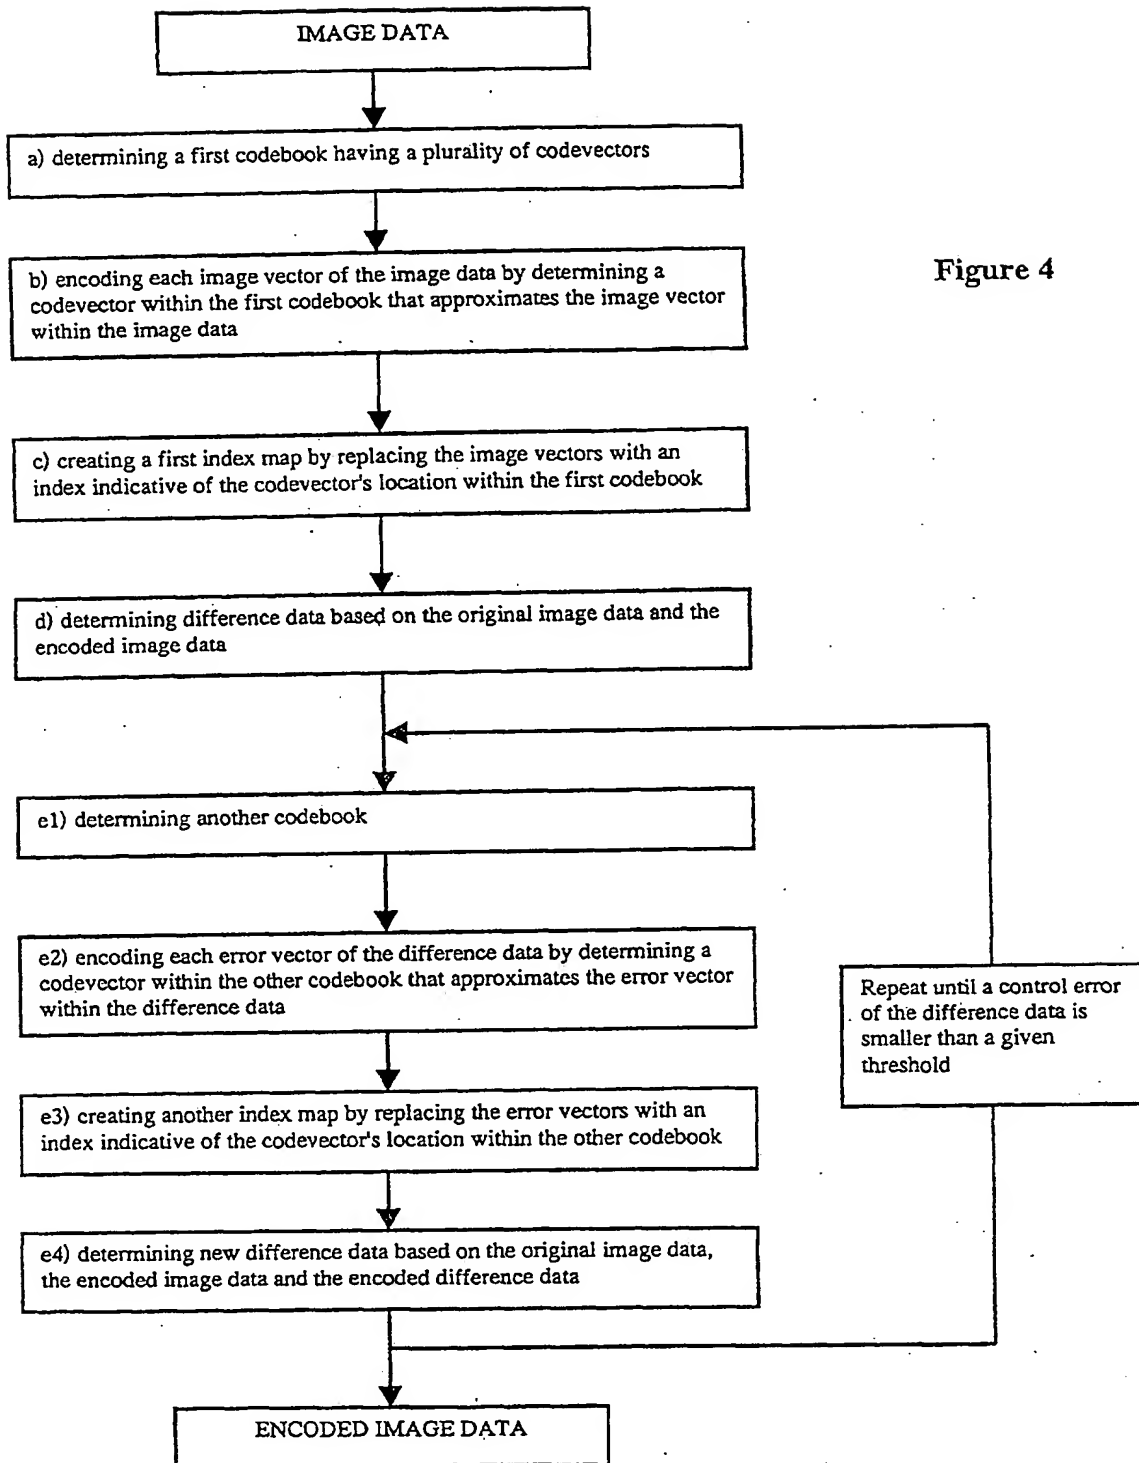 IMAGE DATA
a) determining a first codebook having a plurality of codevectors
Figure 4
b) encoding each image vector of the image data by determining a
codevector within the first codebook that approximates the image vector
within the image data
c) creating a first index map by replacing the image vectors with an
index indicative of the codevector's location within the first codebook
d) determining difference data based on the original image data and the
encoded image data
e1) determining another codebook
e2) encoding each error vector of the difference data by determining a
codevector within the other codebook that approximates the error vector
within the difference data
Repeat until a control error
of the difference data is
smaller than a given
threshold
e3) creating another index map by replacing the error vectors with an
index indicative of the codevector's location within the other codebook
e4) determining new difference data based on the original image data,
the encoded image data and the encoded difference data
ENCODED IMAGE DATA